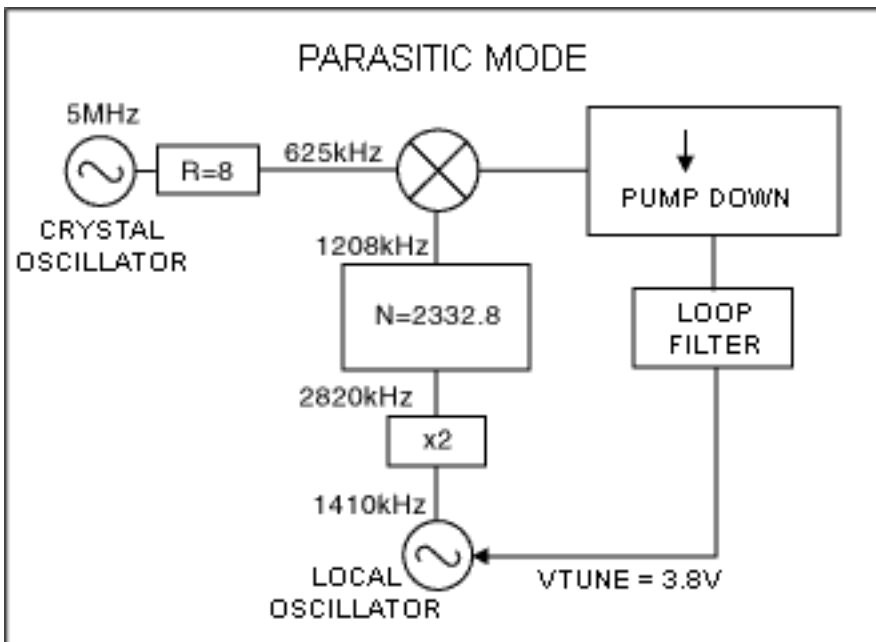 PARASITIC MODE
5MHz
R=8
625kHz
CRYSTAL
OSCILLATOR
PUMP DOWN
1208kHz
N=2332.8
LOOP
FILTER
2820kHz
x2
1410kHz
LOCAL
OSCILLATOR
VTUNE = 3.8V